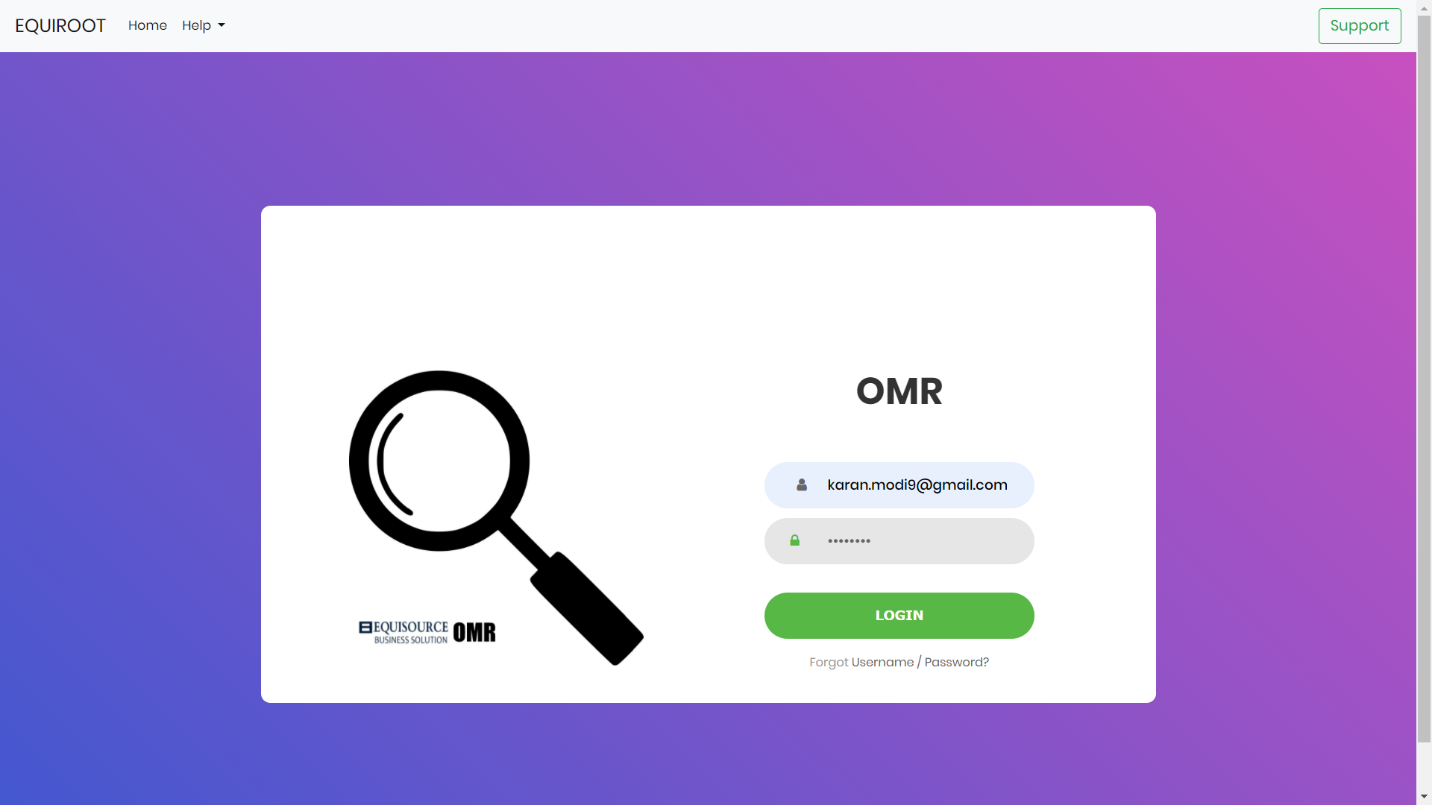 EQUIROOT Home Help Support
OMR
karan.modi9@gmail.com
••••••••
LOGIN
Forgot Username / Password?
EQUISOURCE
BUSINESS SOLUTION
OMR